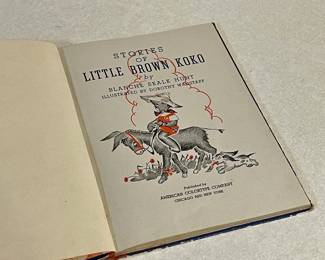 STORIES
OF
LITTLE BROWN KOKO
by
BLANCHE SEALE HUNT
ILLUSTRATED BY DOROTHY WAGSTAFF
Published by
AMERICAN COLORTYPE COMPANY
CHICAGO AND NEW YORK